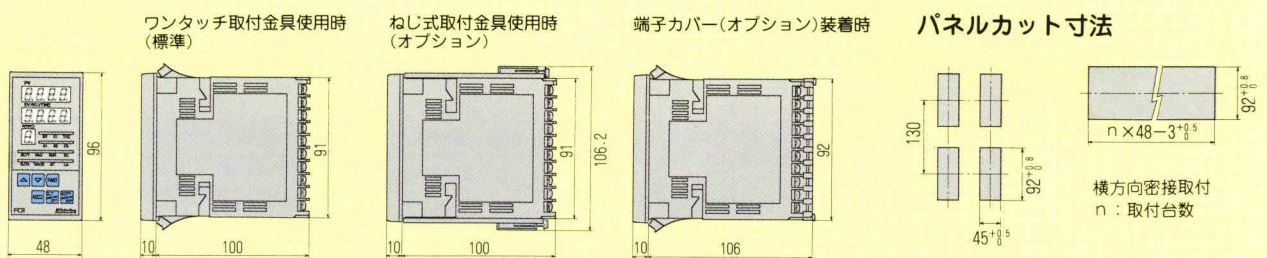 ワンタッチ取付金具使用時
(標準)
ねじ式取付金具使用時
(オプション)
端子カバー(オプション)装着時
パネルカット寸法
PV
96
48
91
10
100
91
106.2
10
100
92
10
106
130
92+0.8 0
45+0.5 0
92+0.8 0
n×48−3+0.5 0
横方向密接取付
n:取付台数